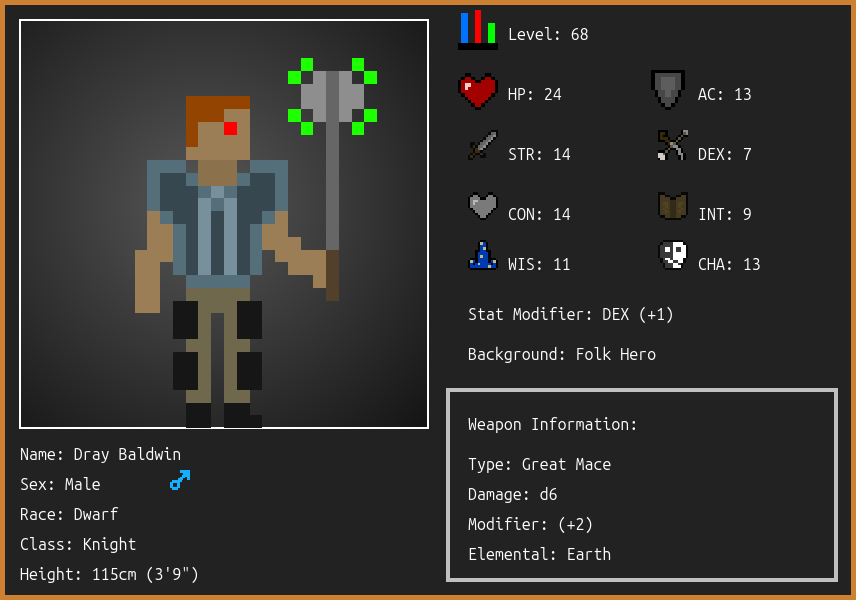 Level: 68
HP: 24
AC: 13
STR: 14
DEX: 7
CON: 14
INT: 9
WIS: 11
CHA: 13
Stat Modifier: DEX (+1)
Background: Folk Hero
Weapon Information:
Type: Great Mace
Damage: d6
Modifier: (+2)
Elemental: Earth
Name: Dray Baldwin
Sex: Male
Race: Dwarf
Class: Knight
Height: 115cm (3'9")